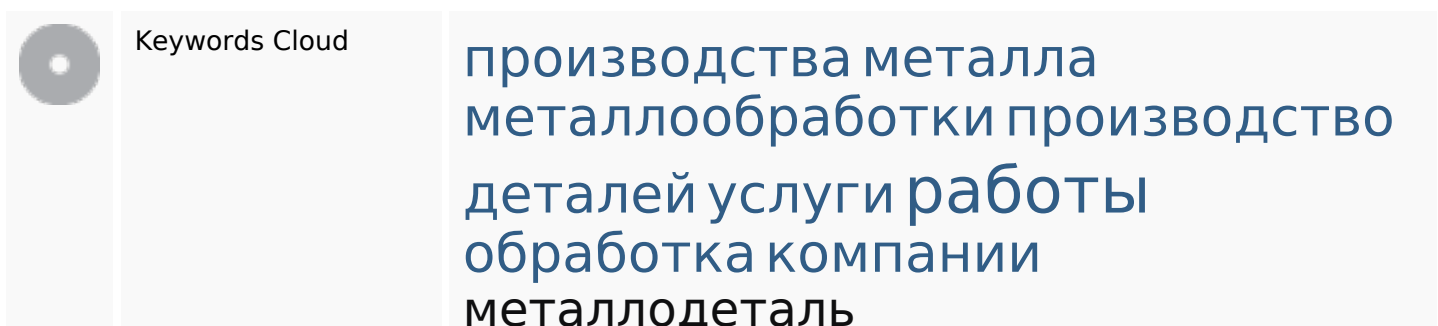 Keywords Cloud
производства металла
металлообработки производство
деталей услуги работы
обработка компании
металлодеталь